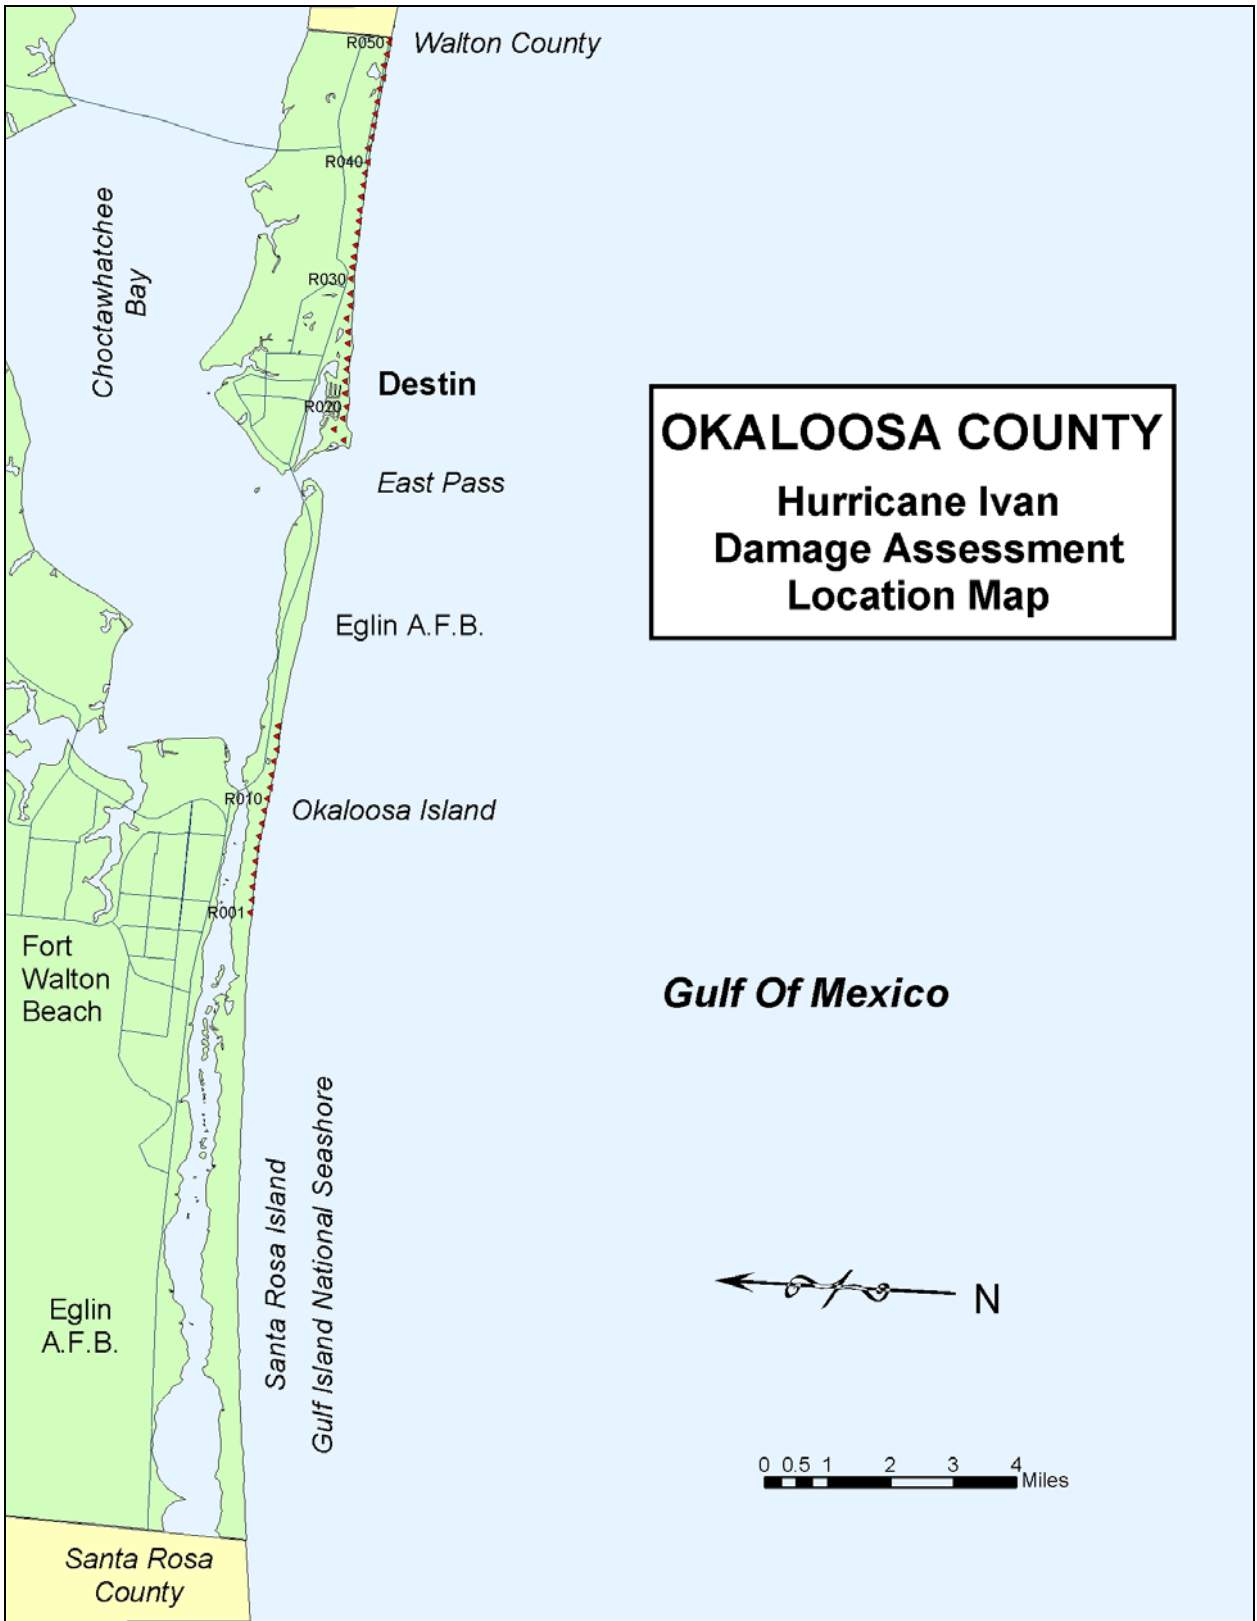 R050
Walton County
R040
Choctawhatchee
Bay
R030
Destin
R020
East Pass
OKALOOSA COUNTY
Hurricane Ivan
Damage Assessment
Location Map
Eglin A.F.B.
R010
Okaloosa Island
R001
Fort
Walton
Beach
Gulf Of Mexico
Santa Rosa Island
Gulf Island National Seashore
Eglin
A.F.B.
N
0 0.5 1 2 3 4
Miles
Santa Rosa
County